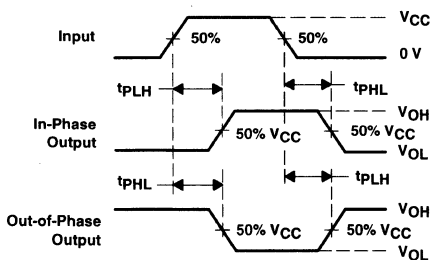 VCC
Input
50%
50%
0 V
tPLH
tPHL
In-Phase
Output
VOH
50% VCC
50% VCC
VOL
tPHL
tPLH
Out-of-Phase
Output
VOH
50% VCC
50% VCC
VOL